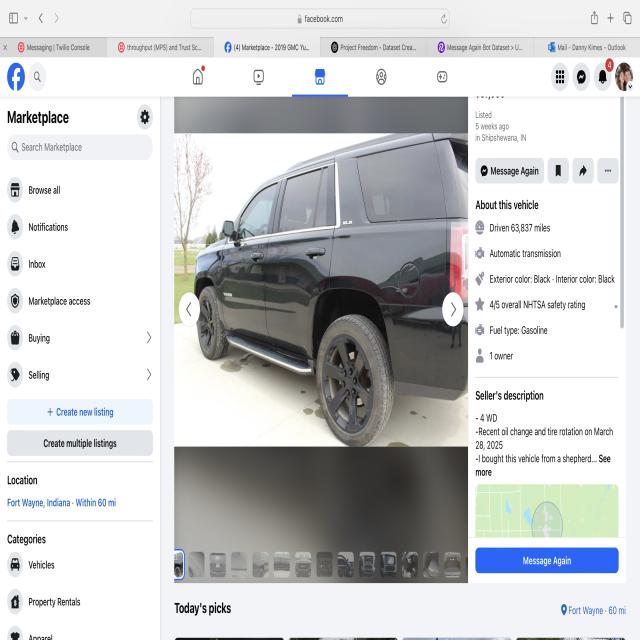 facebook.com
Messaging | Twilio Console
throughput (MPS) and Trust Sc...
(4) Marketplace - 2019 GMC Yu...
Project Freedom - Dataset Crea...
Message Again Bot Dataset > U...
Mail - Danny Kimes - Outlook
4
Marketplace
Search Marketplace
Browse all
Notifications
Inbox
Marketplace access
Buying
Selling
+ Create new listing
Create multiple listings
Location
Fort Wayne, Indiana · Within 60 mi
Categories
Vehicles
Property Rentals
Apparel
Listed
5 weeks ago
in Shipshewana, IN
Message Again
About this vehicle
Driven 63,837 miles
Automatic transmission
Exterior color: Black · Interior color: Black
4/5 overall NHTSA safety rating
Fuel type: Gasoline
1 owner
Seller's description
- 4 WD
-Recent oil change and tire rotation on March
28, 2025
-I bought this vehicle from a shepherd... See
more
Message Again
Today's picks
Fort Wayne · 60 mi